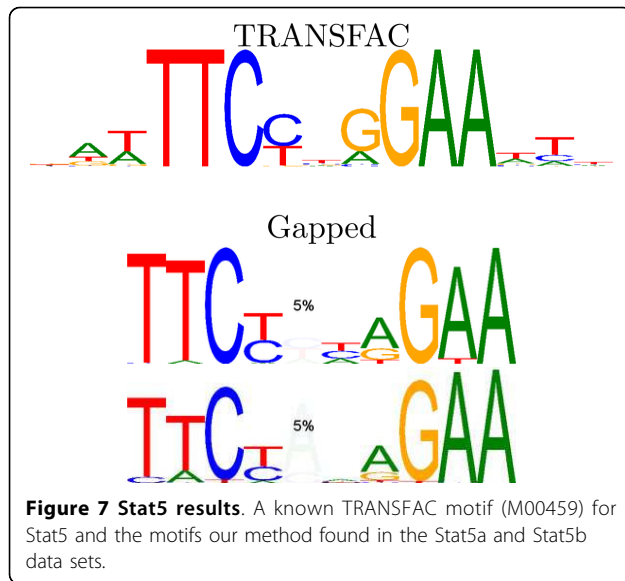 TRANSFAC
Gapped
5%
5%
Figure 7 Stat5 results. A known TRANSFAC motif (M00459) for
Stat5 and the motifs our method found in the Stat5a and Stat5b
data sets.